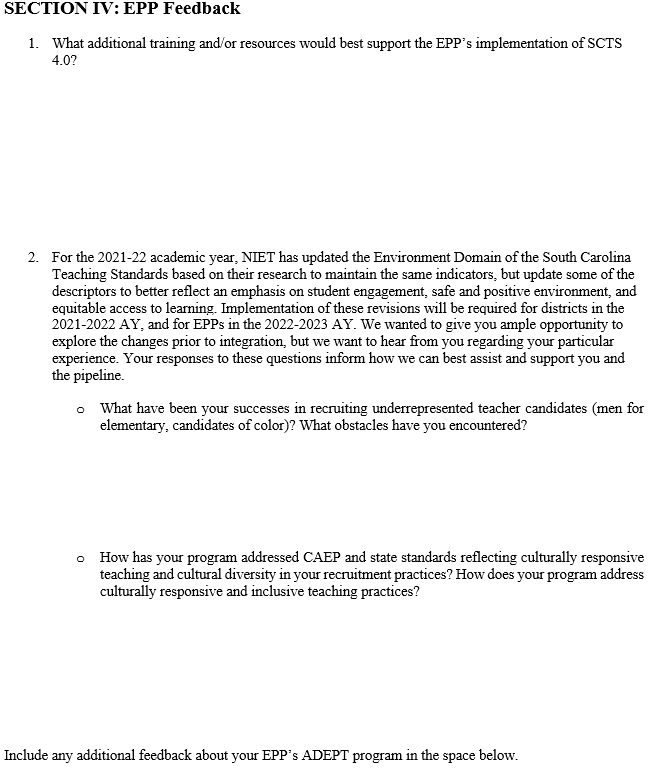 SECTION IV: EPP Feedback
1. What additional training and/or resources would best support the EPP's implementation of SCTS
4.0?
2. For the 2021-22 academic year, NIET has updated the Environment Domain of the South Carolina
Teaching Standards based on their research to maintain the same indicators, but update some of the
descriptors to better reflect an emphasis on student engagement, safe and positive environment, and
equitable access to learning. Implementation of these revisions will be required for districts in the
2021-2022 AY, and for EPPs in the 2022-2023 AY. We wanted to give you ample opportunity to
explore the changes prior to integration, but we want to hear from you regarding your particular
experience. Your responses to these questions inform how we can best assist and support you and
the pipeline.
o What have been your successes in recruiting underrepresented teacher candidates (men for
elementary, candidates of color)? What obstacles have you encountered?
o How has your program addressed CAEP and state standards reflecting culturally responsive
teaching and cultural diversity in your recruitment practices? How does your program address
culturally responsive and inclusive teaching practices?
Include any additional feedback about your EPP's ADEPT program in the space below.